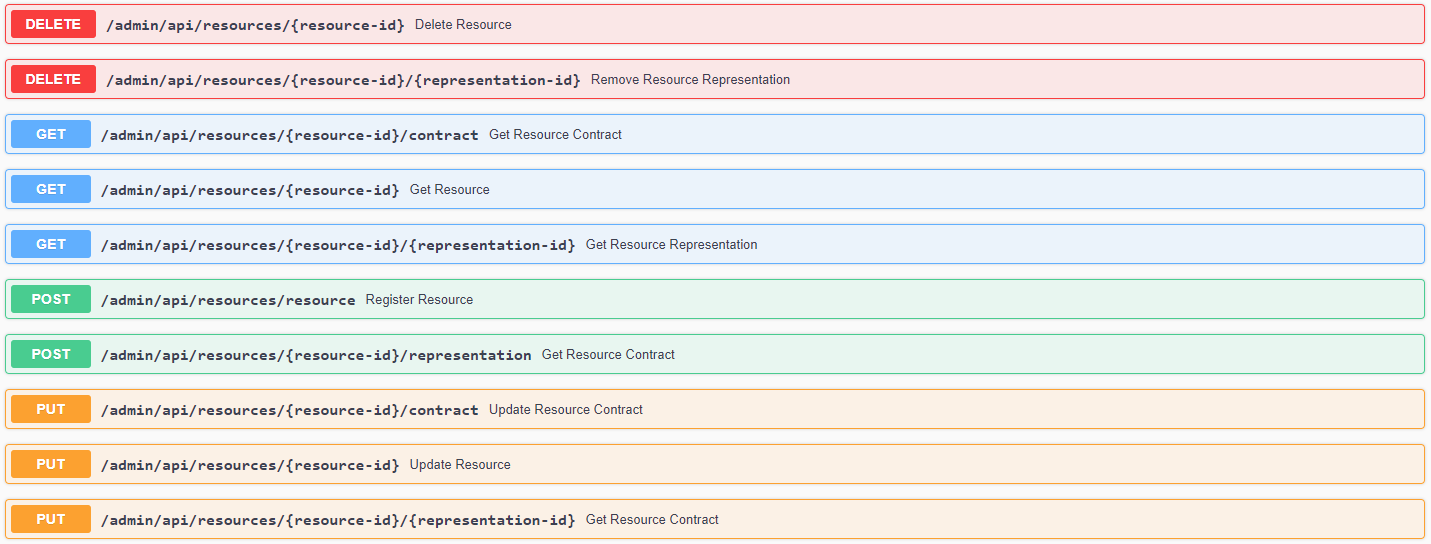 DELETE /admin/api/resources/{resource-id} Delete Resource
DELETE /admin/api/resources/{resource-id}/{representation-id} Remove Resource Representation
GET /admin/api/resources/{resource-id}/contract Get Resource Contract
GET /admin/api/resources/{resource-id} Get Resource
GET /admin/api/resources/{resource-id}/{representation-id} Get Resource Representation
POST /admin/api/resources/resource Register Resource
POST /admin/api/resources/{resource-id}/representation Get Resource Contract
PUT /admin/api/resources/{resource-id}/contract Update Resource Contract
PUT /admin/api/resources/{resource-id} Update Resource
PUT /admin/api/resources/{resource-id}/{representation-id} Get Resource Contract